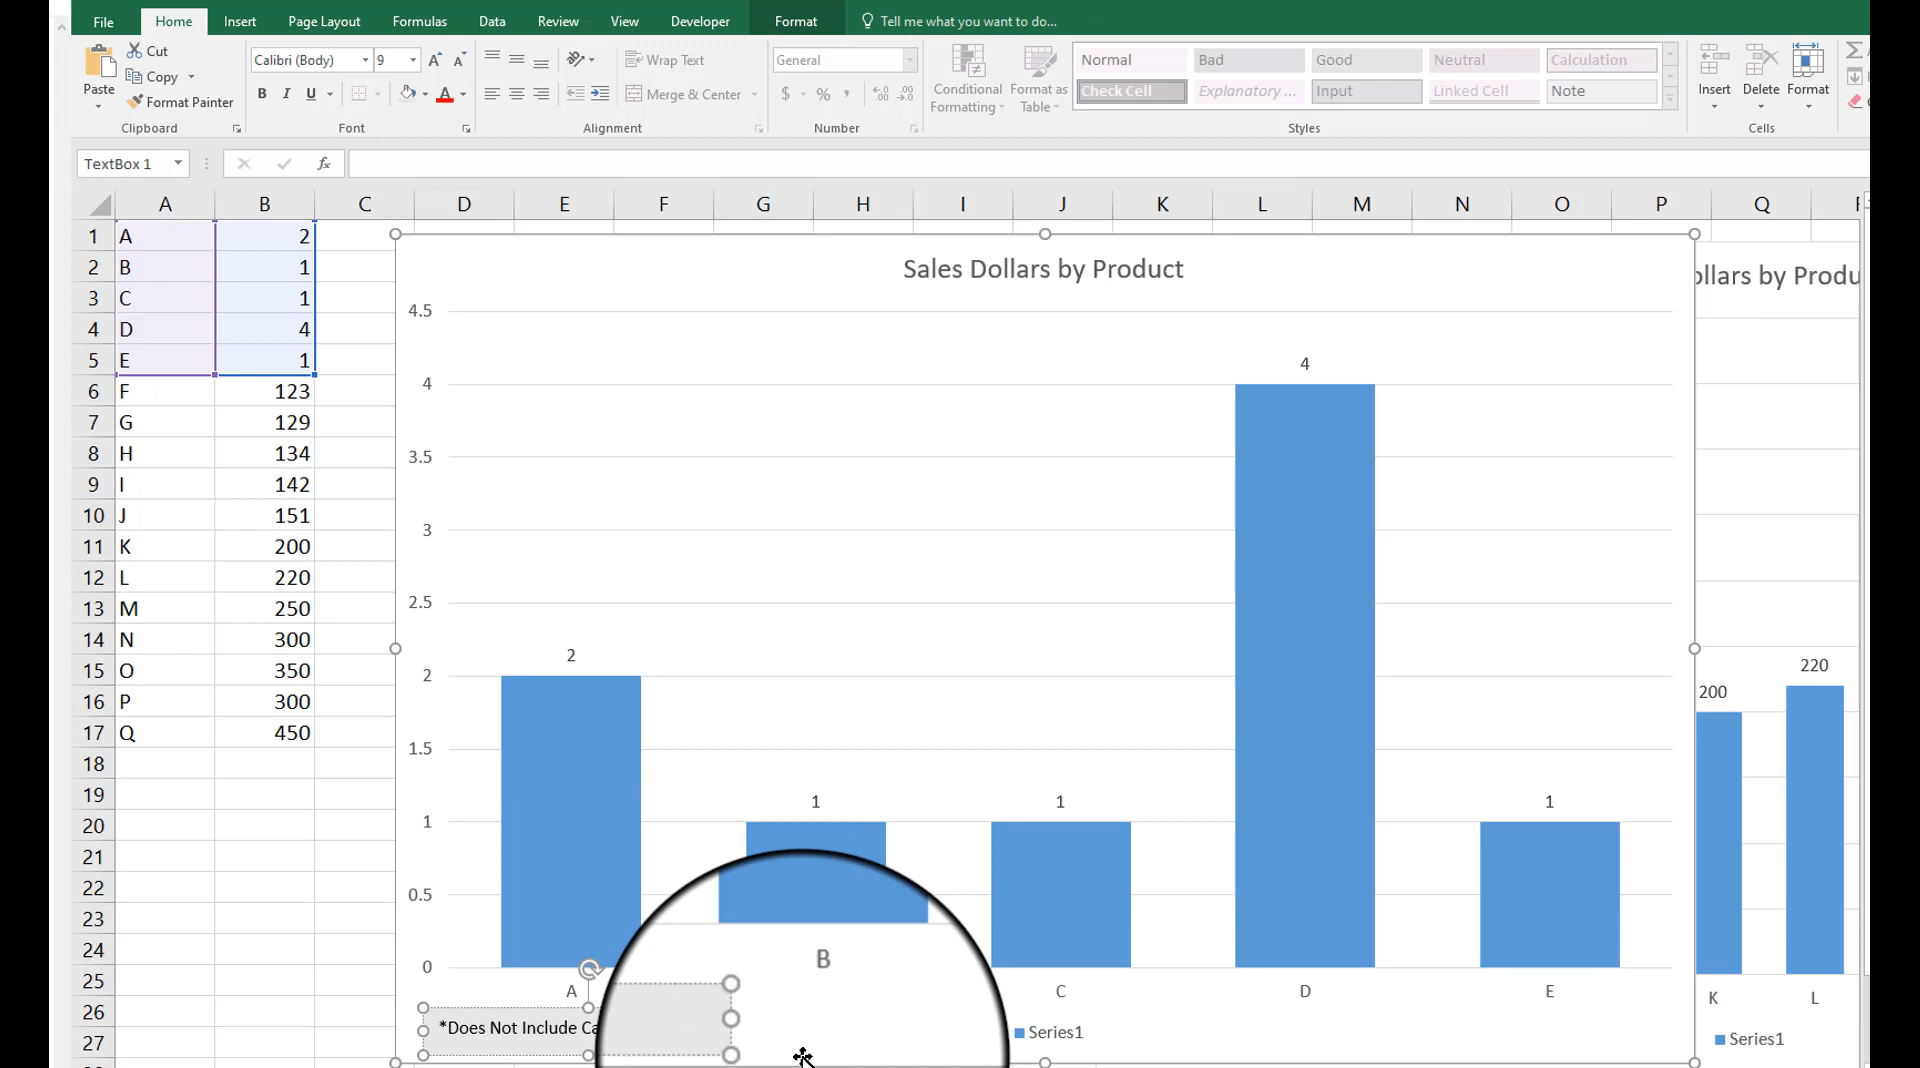 File Home Insert Page Layout Formulas Data Review View Developer Format Tell me what you want to do...
Cut
Copy
Format Painter
Paste
Clipboard
Calibri (Body) 9
B I U
Font
Wrap Text
Merge & Center
Alignment
General
$ % ,
Number
Conditional Formatting
Format as Table
Normal Bad Good Neutral Calculation
Check Cell Explanatory ... Input Linked Cell Note
Styles
Insert Delete Format
Cells
TextBox 1 fx
A B C D E F G H I J K L M N O P Q
1 A 2
2 B 1
3 C 1
4 D 4
5 E 1
6 F 123
7 G 129
8 H 134
9 I 142
10 J 151
11 K 200
12 L 220
13 M 250
14 N 300
15 O 350
16 P 300
17 Q 450
18
19
20
21
22
23
24
25
26
27
Sales Dollars by Product
4.5
4
3.5
3
2.5
2
1.5
1
0.5
0
2 1 1 4 1
A B C D E
*Does Not Include
Series1
by Produ
200 220
K L
Series1